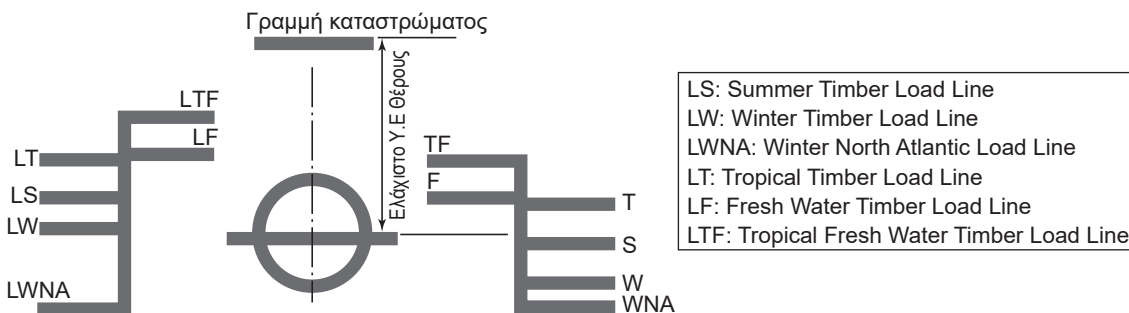 Γραμμή καταστρώματος
Ελάχιστο Υ.Ε Θέρους
LTF
LF
LT
LS
LW
LWNA
TF
F
T
S
W
WNA
LS: Summer Timber Load Line
LW: Winter Timber Load Line
LWNA: Winter North Atlantic Load Line
LT: Tropical Timber Load Line
LF: Fresh Water Timber Load Line
LTF: Tropical Fresh Water Timber Load Line